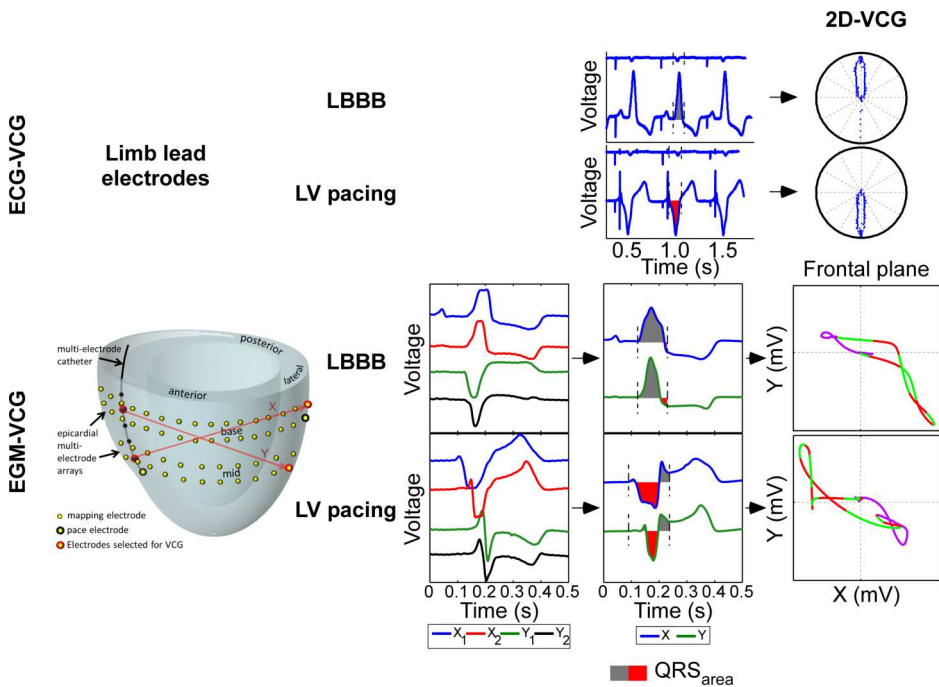 2D-VCG
ECG-VCG
Limb lead
electrodes
LBBB
LV pacing
Voltage
Voltage
0.5 1.0 1.5
Time (s)
EGM-VCG
multi-electrode
catheter
epicardial
multi-
electrode
arrays
posterior
lateral
anterior
X
base
Y
mid
mapping electrode
pace electrode
Electrodes selected for VCG
LBBB
LV pacing
Voltage
Voltage
0 0.1 0.2 0.3 0.4 0.5
Time (s)
X1 X2 Y1 Y2
0 0.1 0.2 0.3 0.4 0.5
Time (s)
X Y
QRSarea
Frontal plane
Y (mV)
Y (mV)
X (mV)